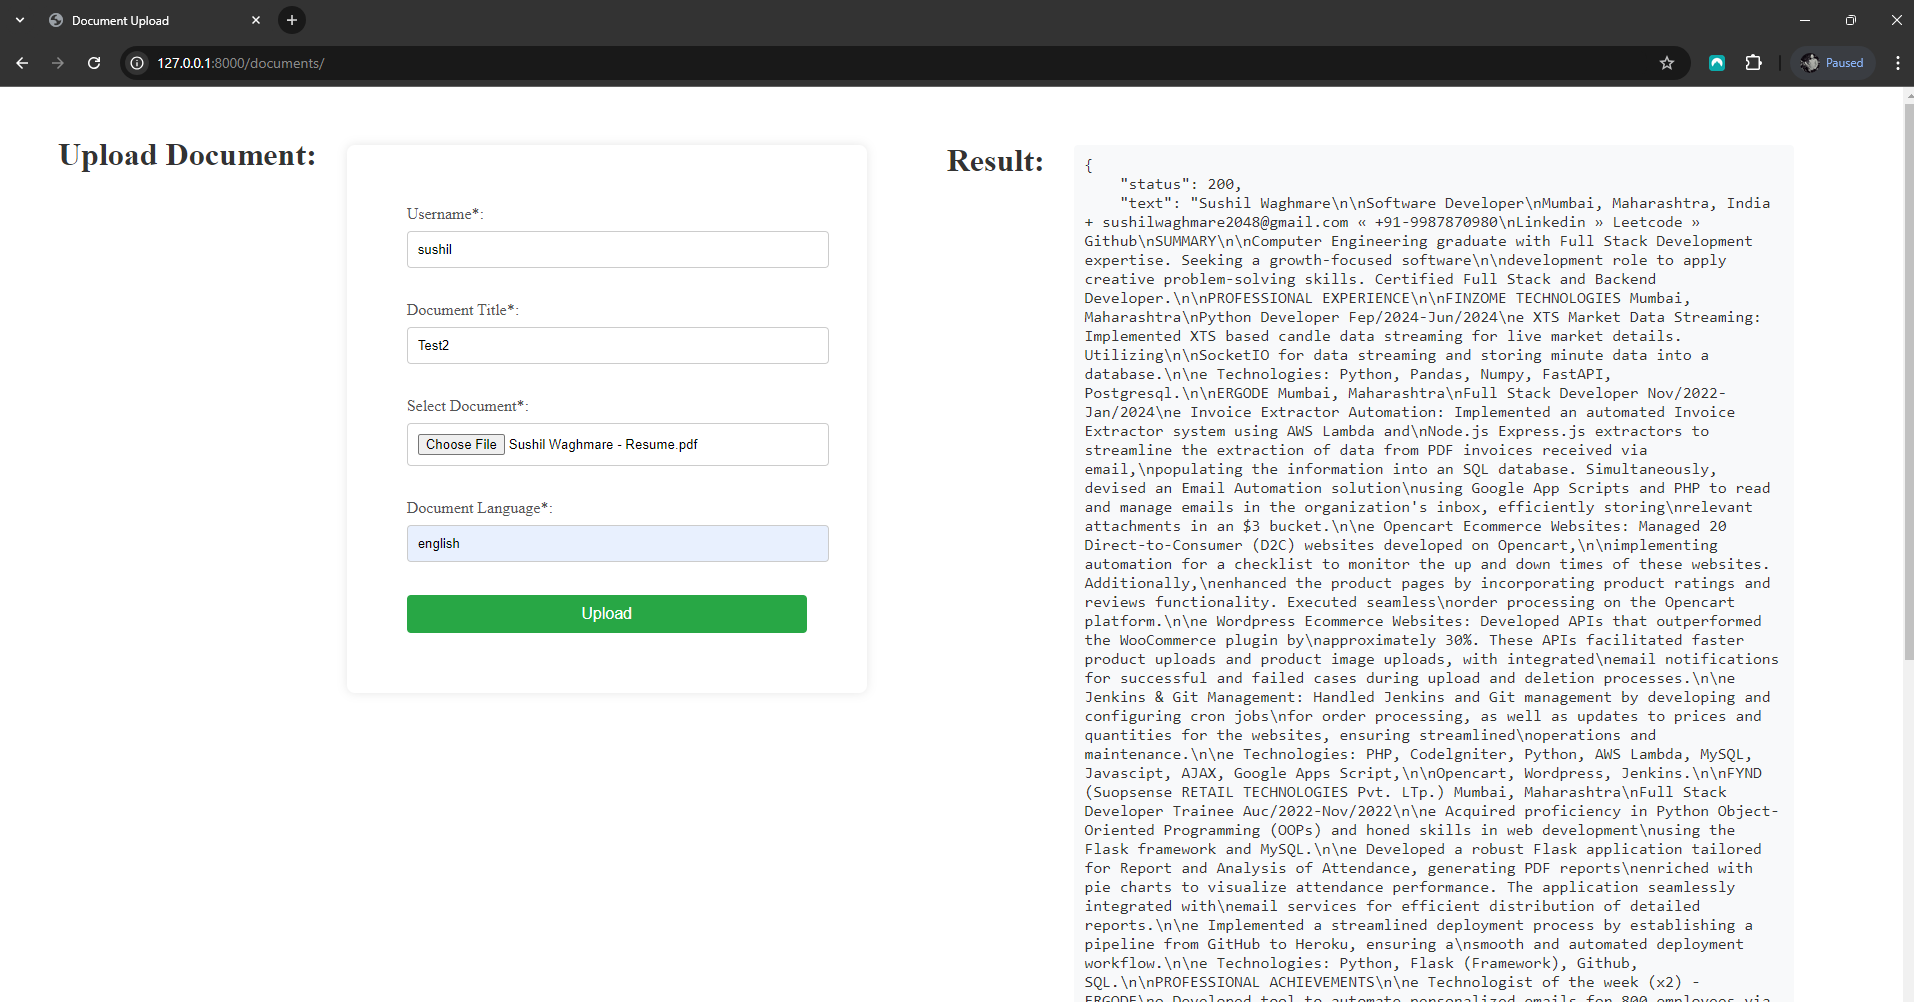 Document Upload
127.0.0.1:8000/documents/
Paused
Upload Document:
Username*:
sushil
Document Title*:
Test2
Select Document*:
Choose File Sushil Waghmare - Resume.pdf
Document Language*:
english
Upload
Result:
{
"status": 200,
"text": "Sushil Waghmare\n\nSoftware Developer\nMumbai, Maharashtra, India
+ sushilwaghmare2048@gmail.com « +91-9987870980\nLinkedin » Leetcode »
Github\nSUMMARY\n\nComputer Engineering graduate with Full Stack Development
expertise. Seeking a growth-focused software\n\ndevelopment role to apply
creative problem-solving skills. Certified Full Stack and Backend
Developer.\n\nPROFESSIONAL EXPERIENCE\n\nFINZOME TECHNOLOGIES Mumbai,
Maharashtra\nPython Developer Fep/2024-Jun/2024\ne XTS Market Data Streaming:
Implemented XTS based candle data streaming for live market details.
Utilizing\n\nSocketIO for data streaming and storing minute data into a
database.\n\ne Technologies: Python, Pandas, Numpy, FastAPI,
Postgresql.\n\nERGODE Mumbai, Maharashtra\nFull Stack Developer Nov/2022-
Jan/2024\ne Invoice Extractor Automation: Implemented an automated Invoice
Extractor system using AWS Lambda and\nNode.js Express.js extractors to
streamline the extraction of data from PDF invoices received via
email,\npopulating the information into an SQL database. Simultaneously,
devised an Email Automation solution\nusing Google App Scripts and PHP to read
and manage emails in the organization's inbox, efficiently storing\nrelevant
attachments in an $3 bucket.\n\ne Opencart Ecommerce Websites: Managed 20
Direct-to-Consumer (D2C) websites developed on Opencart,\n\nimplementing
automation for a checklist to monitor the up and down times of these websites.
Additionally,\nenhanced the product pages by incorporating product ratings and
reviews functionality. Executed seamless\norder processing on the Opencart
platform.\n\ne Wordpress Ecommerce Websites: Developed APIs that outperformed
the WooCommerce plugin by\napproximately 30%. These APIs facilitated faster
product uploads and product image uploads, with integrated\nemail notifications
for successful and failed cases during upload and deletion processes.\n\ne
Jenkins & Git Management: Handled Jenkins and Git management by developing and
configuring cron jobs\nfor order processing, as well as updates to prices and
quantities for the websites, ensuring streamlined\noperations and
maintenance.\n\ne Technologies: PHP, Codelgniter, Python, AWS Lambda, MySQL,
Javascipt, AJAX, Google Apps Script,\n\nOpencart, Wordpress, Jenkins.\n\nFYND
(Suopsense RETAIL TECHNOLOGIES Pvt. LTp.) Mumbai, Maharashtra\nFull Stack
Developer Trainee Auc/2022-Nov/2022\n\ne Acquired proficiency in Python Object-
Oriented Programming (OOPs) and honed skills in web development\nusing the
Flask framework and MySQL.\n\ne Developed a robust Flask application tailored
for Report and Analysis of Attendance, generating PDF reports\nenriched with
pie charts to visualize attendance performance. The application seamlessly
integrated with\nemail services for efficient distribution of detailed
reports.\n\ne Implemented a streamlined deployment process by establishing a
pipeline from GitHub to Heroku, ensuring a\nsmooth and automated deployment
workflow.\n\ne Technologies: Python, Flask (Framework), Github,
SQL.\n\nPROFESSIONAL ACHIEVEMENTS\n\ne Technologist of the week (x2) -
ERGODE\ne Developed tool to automate personalized emails for 800 employees via